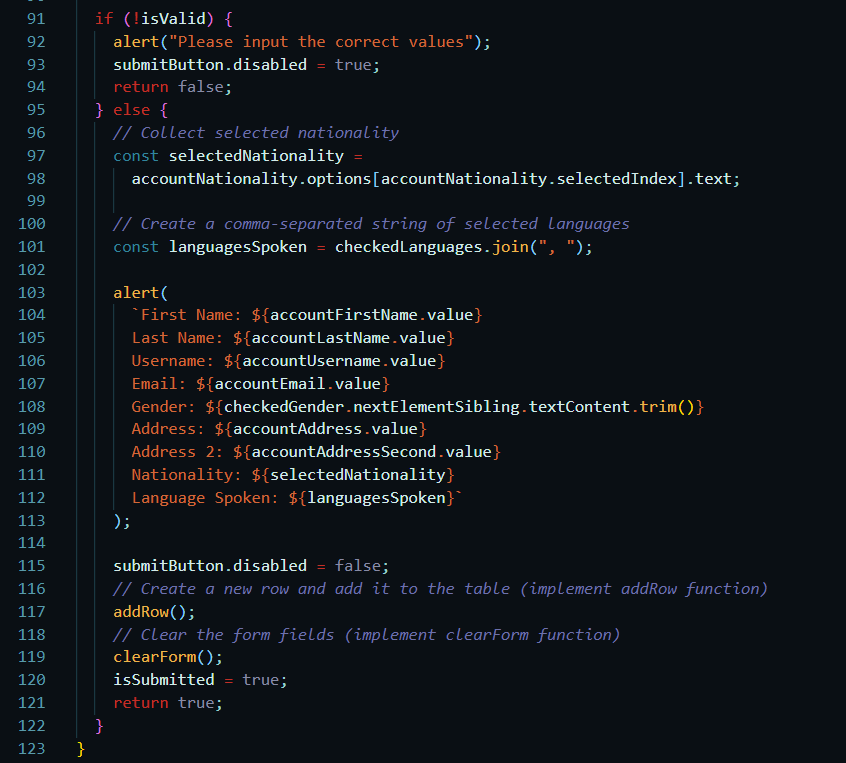 91 if (!isValid) {
92 alert("Please input the correct values");
93 submitButton.disabled = true;
94 return false;
95 } else {
96 // Collect selected nationality
97 const selectedNationality =
98 accountNationality.options[accountNationality.selectedIndex].text;
99
100 // Create a comma-separated string of selected languages
101 const languagesSpoken = checkedLanguages.join(", ");
102
103 alert(
104 `First Name: ${accountFirstName.value}
105 Last Name: ${accountLastName.value}
106 Username: ${accountUsername.value}
107 Email: ${accountEmail.value}
108 Gender: ${checkedGender.nextElementSibling.textContent.trim()}
109 Address: ${accountAddress.value}
110 Address 2: ${accountAddressSecond.value}
111 Nationality: ${selectedNationality}
112 Language Spoken: ${languagesSpoken}`
113 );
114
115 submitButton.disabled = false;
116 // Create a new row and add it to the table (implement addRow function)
117 addRow();
118 // Clear the form fields (implement clearForm function)
119 clearForm();
120 isSubmitted = true;
121 return true;
122 }
123 }